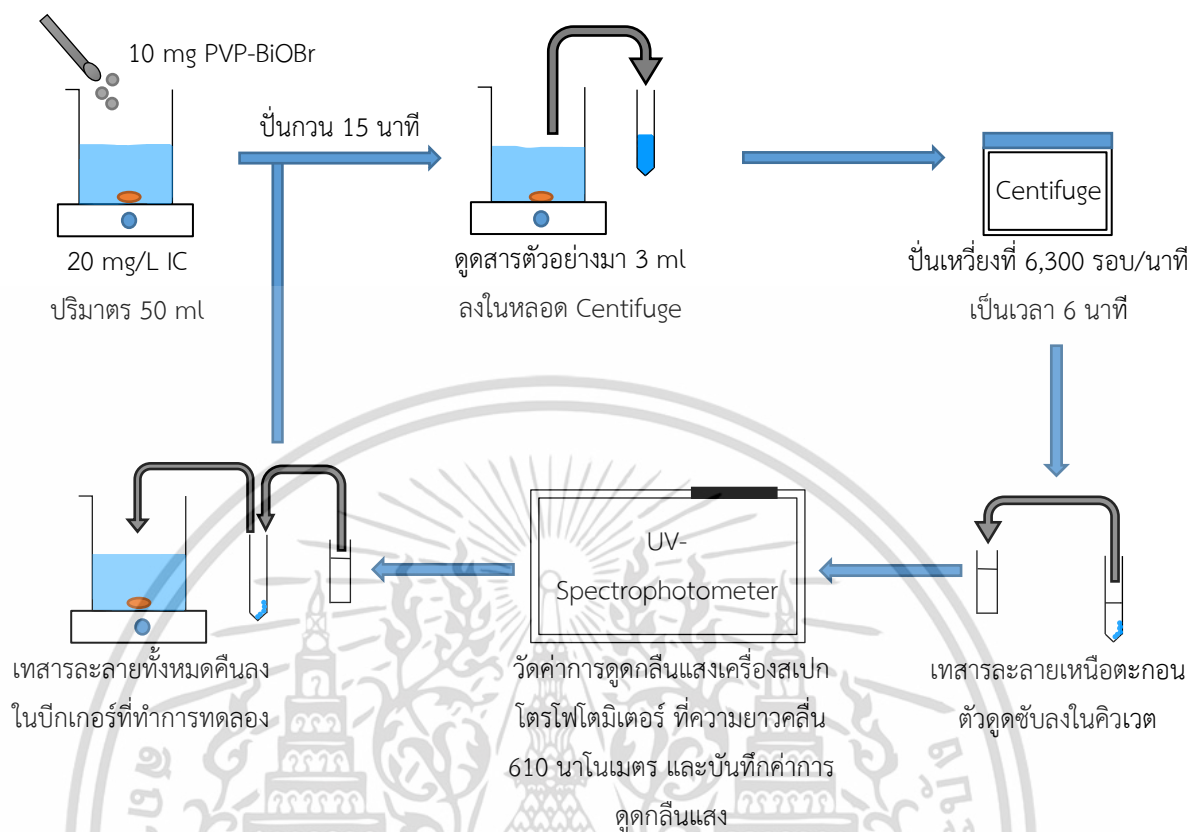 10 mg PVP-BiOBr
20 mg/L IC
ปริมาตร 50 ml
ปั่นกวน 15 นาที
ดูดสารตัวอย่างมา 3 ml
ลงในหลอด Centifuge
Centifuge
ปั่นเหวี่ยงที่ 6,300 รอบ/นาที
เป็นเวลา 6 นาที
เทสารละลายเหนือตะกอน
ตัวดูดซับลงในคิวเวต
UV-
Spectrophotometer
วัดค่าการดูดกลืนแสงเครื่องสเปก
โตรโฟโตมิเตอร์ ที่ความยาวคลื่น
610 นาโนเมตร และบันทึกค่าการ
ดูดกลืนแสง
เทสารละลายทั้งหมดคืนลง
ในบีกเกอร์ที่ทำการทดลอง